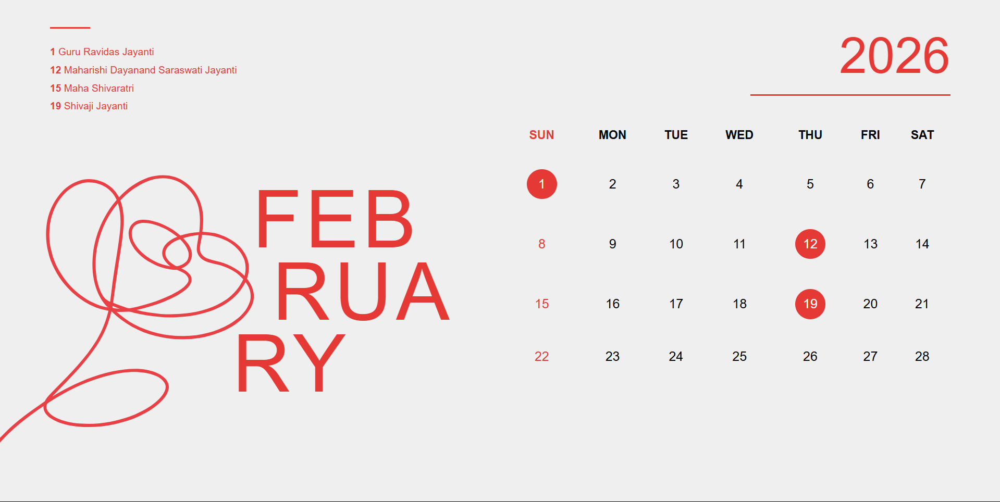 1 Guru Ravidas Jayanti
12 Maharishi Dayanand Saraswati Jayanti
15 Maha Shivaratri
19 Shivaji Jayanti
FEB
RUA
RY
2026
SUN MON TUE WED THU FRI SAT
1 2 3 4 5 6 7
8 9 10 11 12 13 14
15 16 17 18 19 20 21
22 23 24 25 26 27 28